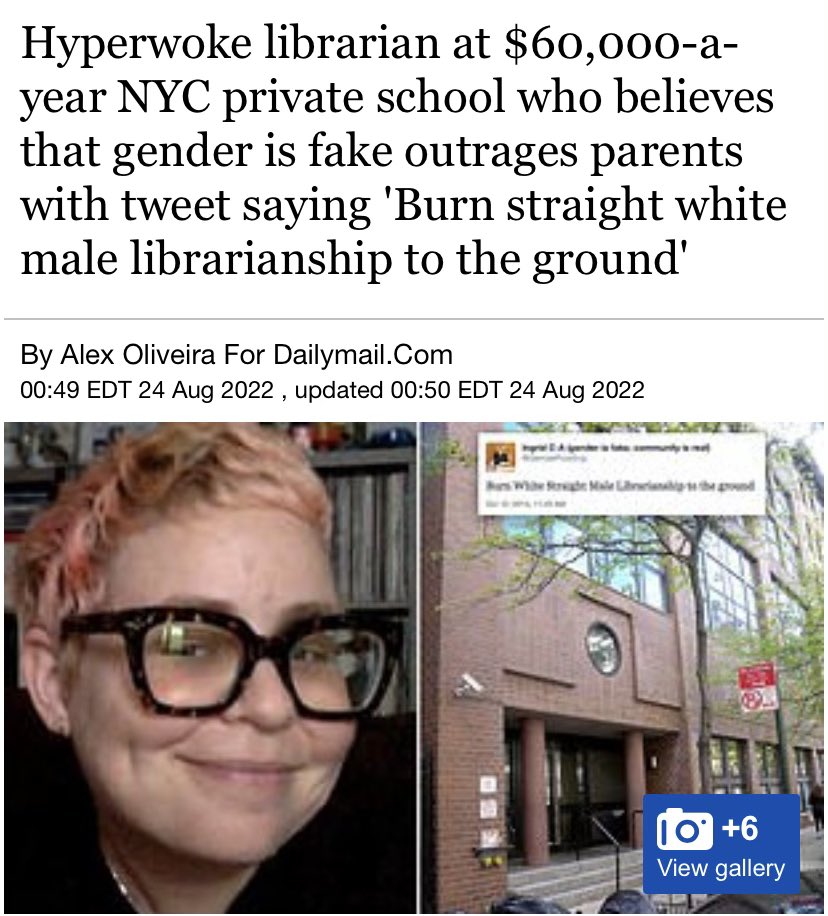 Hyperwoke librarian at $60,000-a-
year NYC private school who believes
that gender is fake outrages parents
with tweet saying 'Burn straight white
male librarianship to the ground'
By Alex Oliveira For Dailymail.Com
00:49 EDT 24 Aug 2022 , updated 00:50 EDT 24 Aug 2022
(gender is fake, community is real)
Burn White Straight Male Librarianship to the ground
+6
View gallery